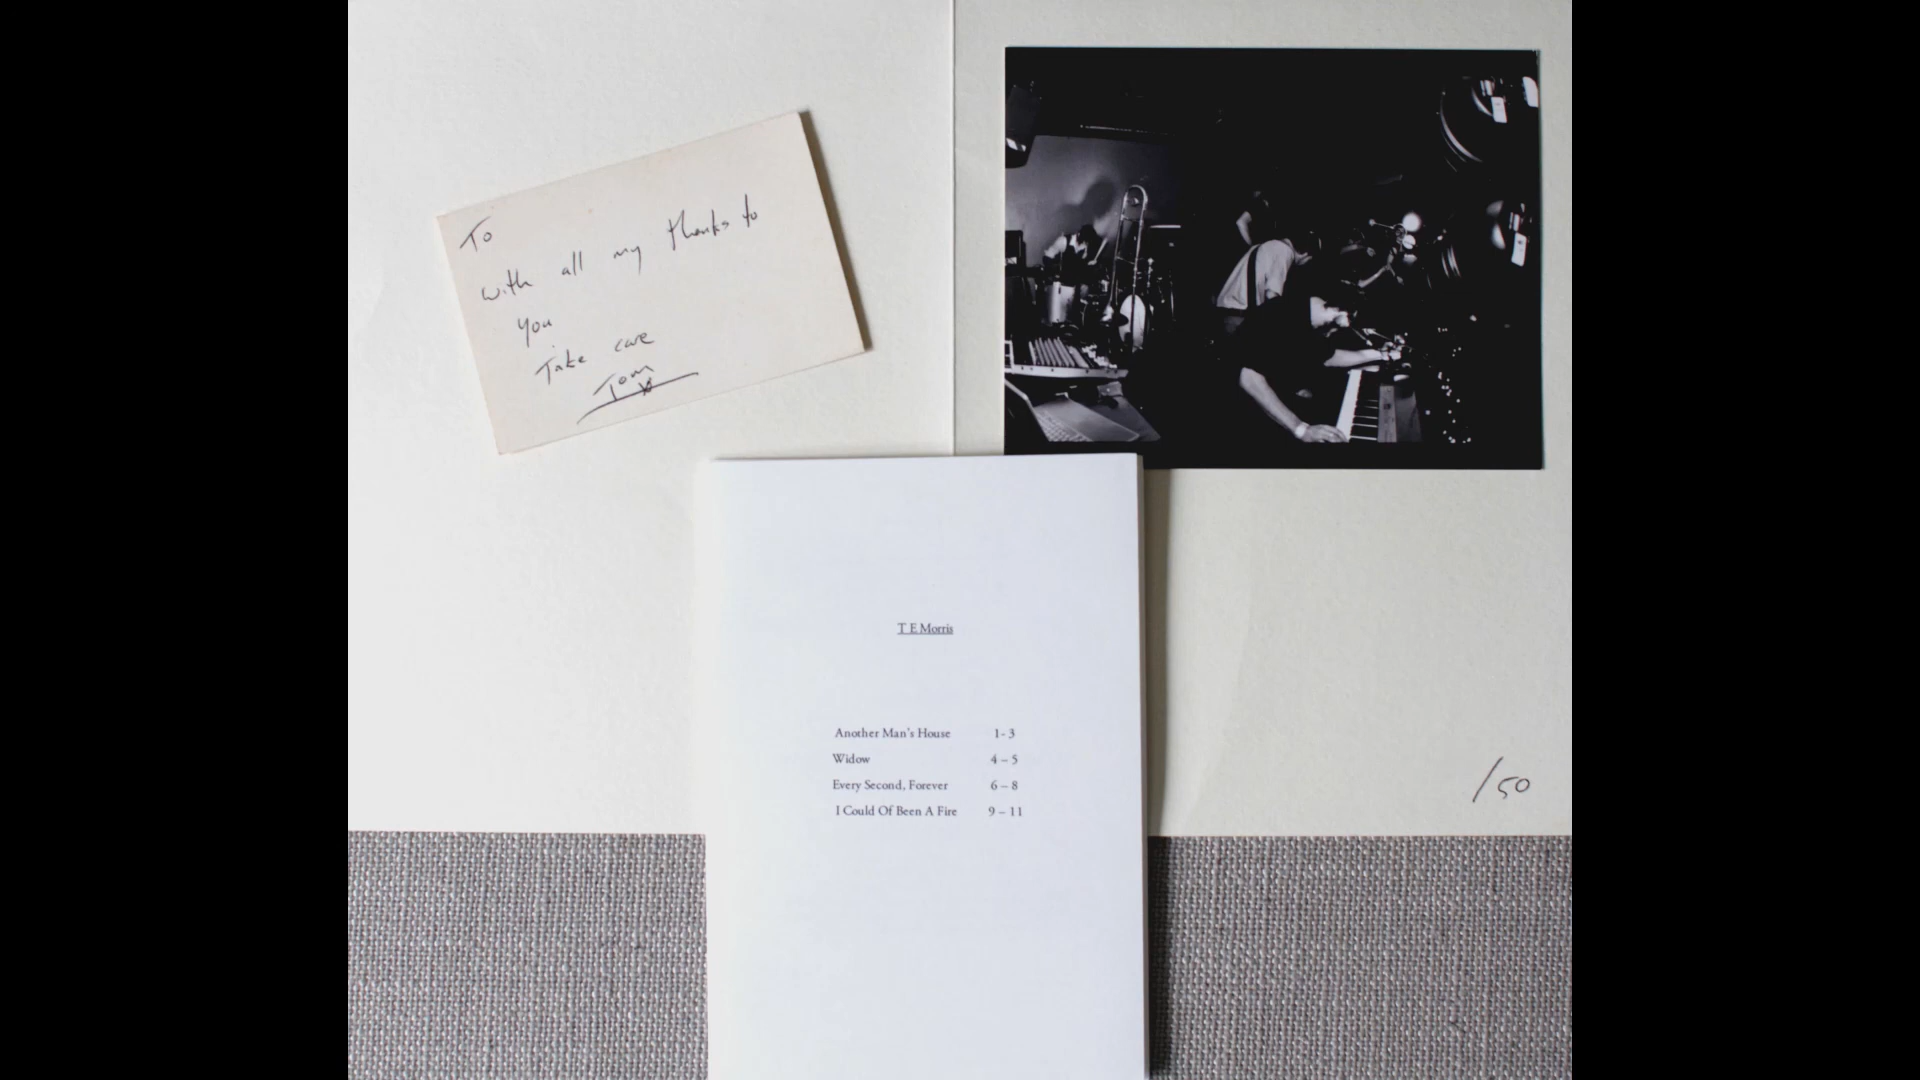 To
with all my thanks to
you
Take care
Tom x
T E Morris
Another Man's House 1- 3
Widow 4 – 5
Every Second, Forever 6 – 8
I Could Of Been A Fire 9 – 11
/50